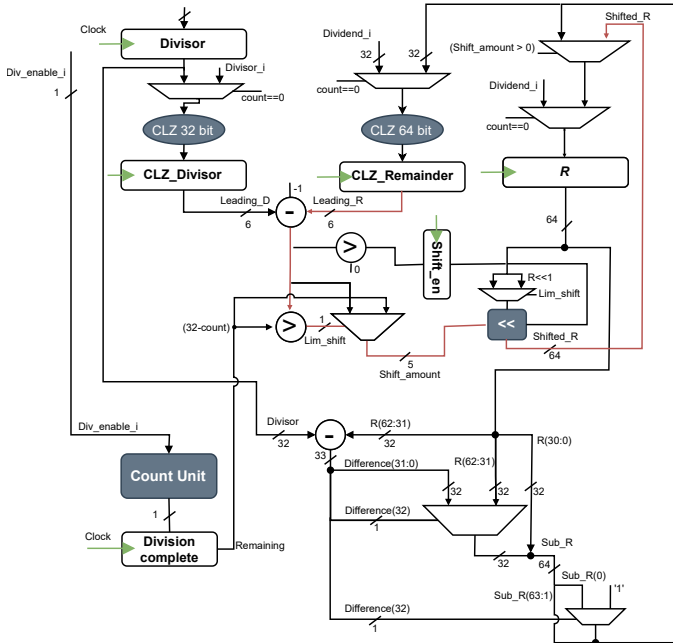 Clock
Divisor
Dividend_i
Shifted_R
32
32
(Shift_amount > 0)
Div_enable_i
1
Divisor_i
count==0
count==0
Dividend_i
count==0
CLZ 32 bit
CLZ 64 bit
CLZ_Divisor
CLZ_Remainder
R
-1
Leading_D
-
Leading_R
6
6
64
>
0
Shift_en
R<<1
Lim_shift
(32-count)
>
1
Lim_shift
<<
Shifted_R
64
5
Shift_amount
Div_enable_i
Divisor
32
-
R(62:31)
32
R(30:0)
33
Difference(31:0)
R(62:31)
32
32
32
Count Unit
1
Difference(32)
1
Clock
Division
complete
Remaining
Sub_R
32
64
Sub_R(0)
'1'
Sub_R(63:1)
Difference(32)
1